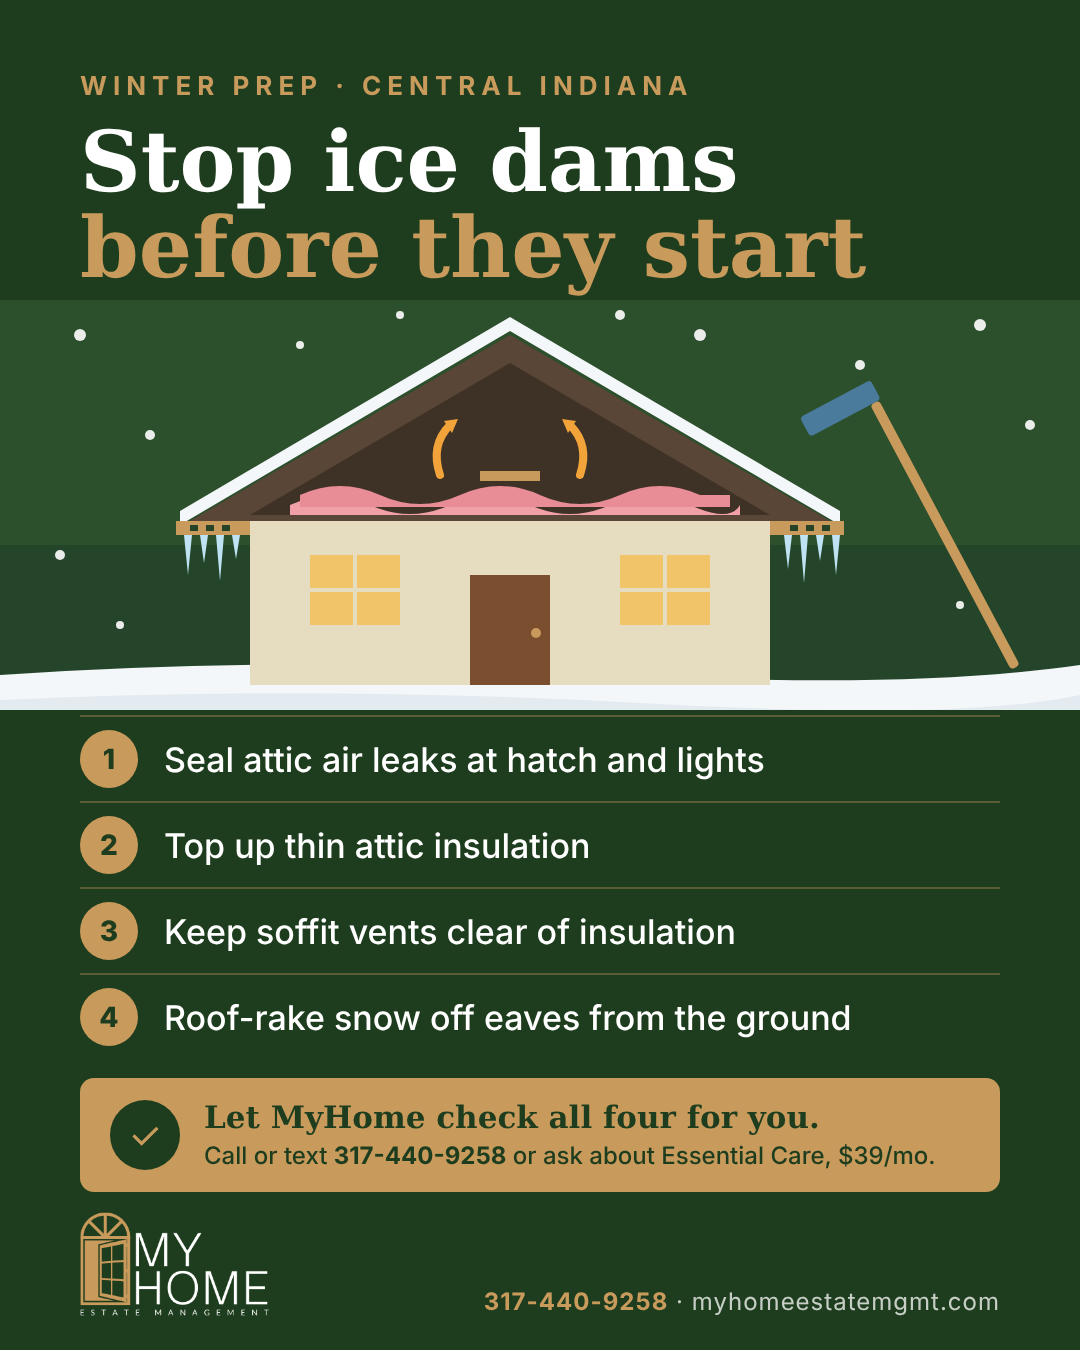 WINTER PREP · CENTRAL INDIANA
Stop ice dams
before they start
1 Seal attic air leaks at hatch and lights
2 Top up thin attic insulation
3 Keep soffit vents clear of insulation
4 Roof-rake snow off eaves from the ground
Let MyHome check all four for you.
Call or text 317-440-9258 or ask about Essential Care, $39/mo.
MY
HOME
ESTATE MANAGEMENT
317-440-9258 · myhomeestatemgmt.com